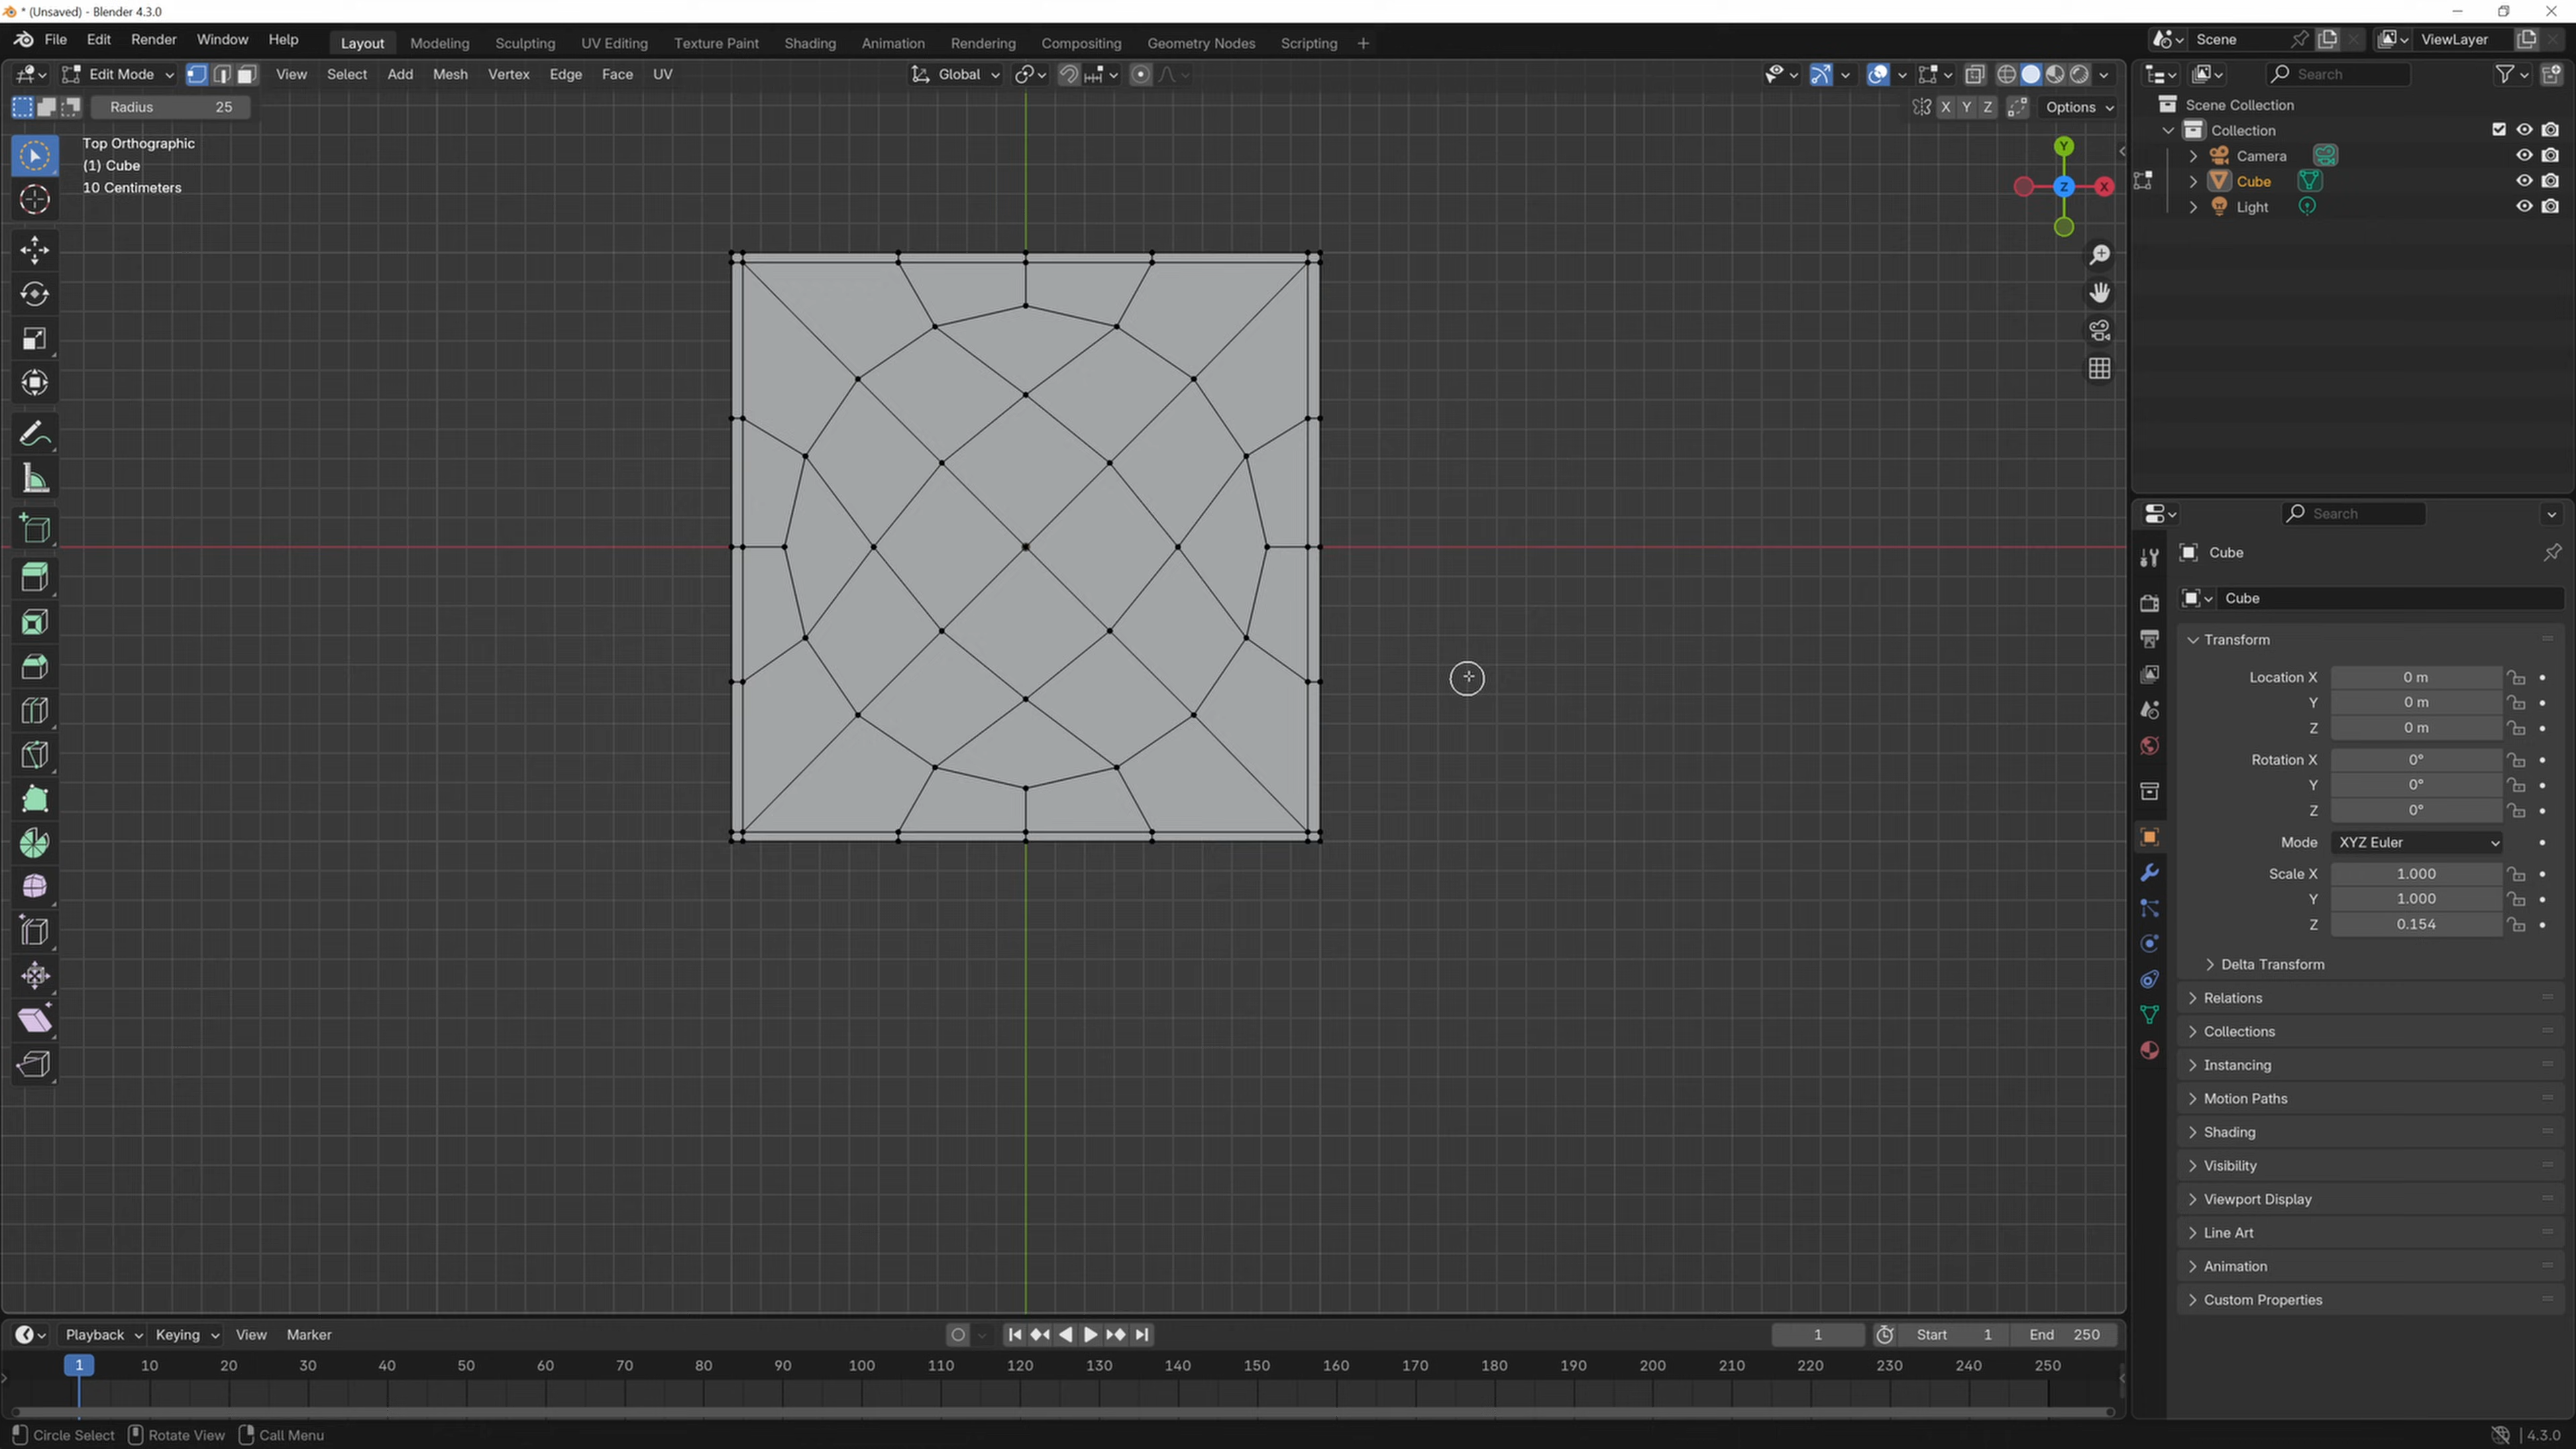 * (Unsaved) - Blender 4.3.0
File Edit Render Window Help Layout Modeling Sculpting UV Editing Texture Paint Shading Animation Rendering Compositing Geometry Nodes Scripting + Scene ViewLayer
Edit Mode View Select Add Mesh Vertex Edge Face UV Global Search
Radius 25 X Y Z Options
Scene Collection
Collection
Camera
Cube
Light
Top Orthographic
(1) Cube
10 Centimeters
Y
Z X
Search
Cube
Cube
Transform
Location X 0 m
Y 0 m
Z 0 m
Rotation X 0°
Y 0°
Z 0°
Mode XYZ Euler
Scale X 1.000
Y 1.000
Z 0.154
Delta Transform
Relations
Collections
Instancing
Motion Paths
Shading
Visibility
Viewport Display
Line Art
Animation
Custom Properties
Playback Keying View Marker 1 Start 1 End 250
1 10 20 30 40 50 60 70 80 90 100 110 120 130 140 150 160 170 180 190 200 210 220 230 240 250
Circle Select Rotate View Call Menu 4.3.0